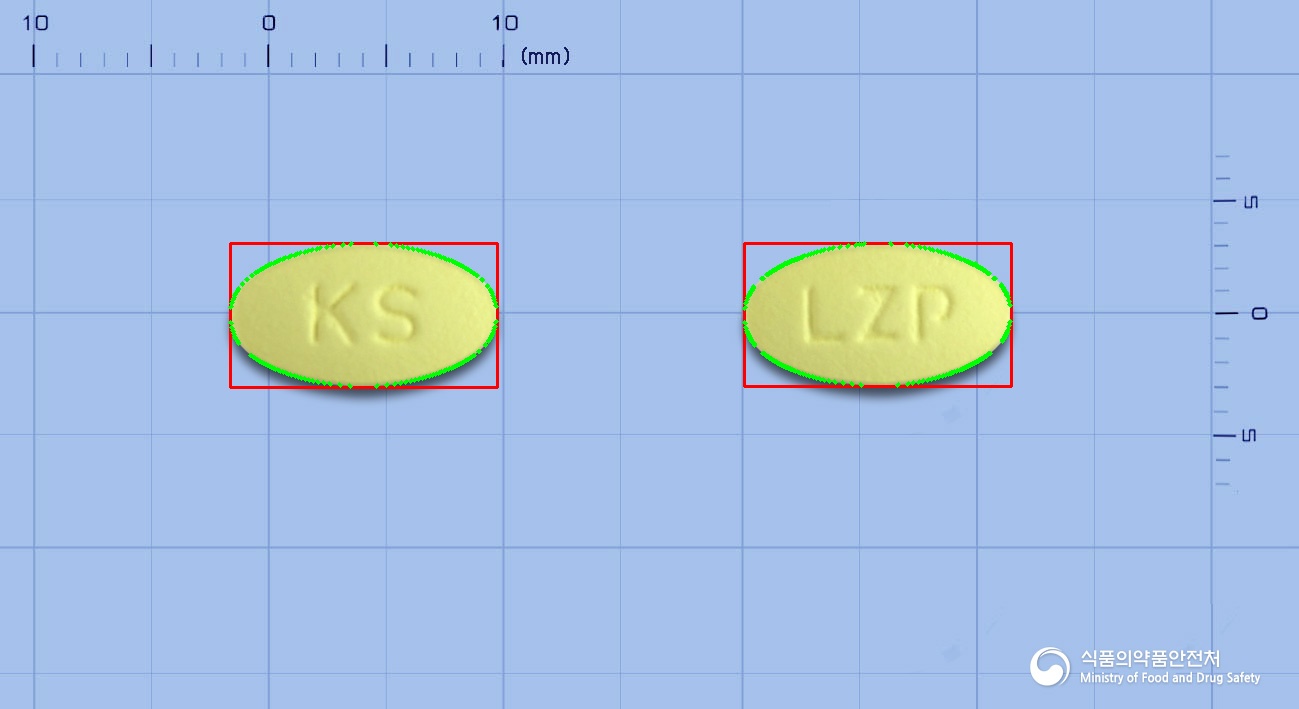 10 0 10
(mm)
5
0
5
KS
LZP
식품의약품안전처
Ministry of Food and Drug Safety